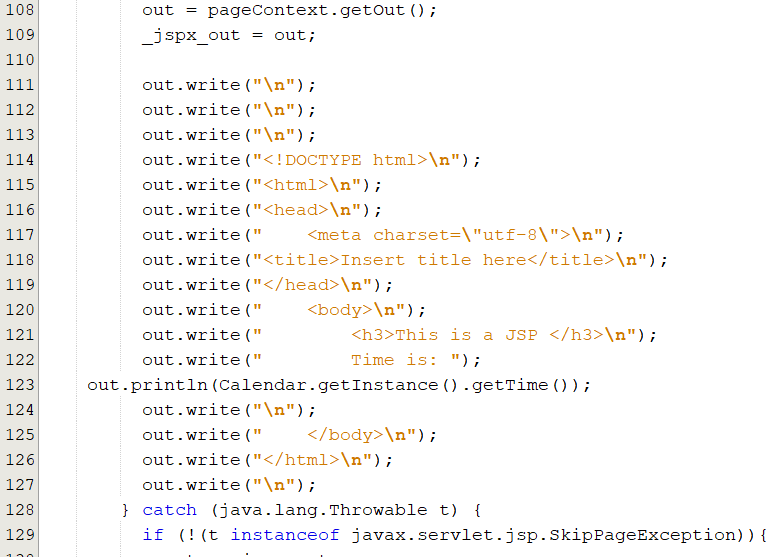 108 out = pageContext.getOut();
109 _jspx_out = out;
110
111 out.write("\n");
112 out.write("\n");
113 out.write("\n");
114 out.write("<!DOCTYPE html>\n");
115 out.write("<html>\n");
116 out.write("<head>\n");
117 out.write("    <meta charset=\"utf-8\">\n");
118 out.write("<title>Insert title here</title>\n");
119 out.write("</head>\n");
120 out.write("    <body>\n");
121 out.write("        <h3>This is a JSP </h3>\n");
122 out.write("        Time is: ");
123 out.println(Calendar.getInstance().getTime());
124 out.write("\n");
125 out.write("    </body>\n");
126 out.write("</html>\n");
127 out.write("\n");
128 } catch (java.lang.Throwable t) {
129 if (!(t instanceof javax.servlet.jsp.SkipPageException)){